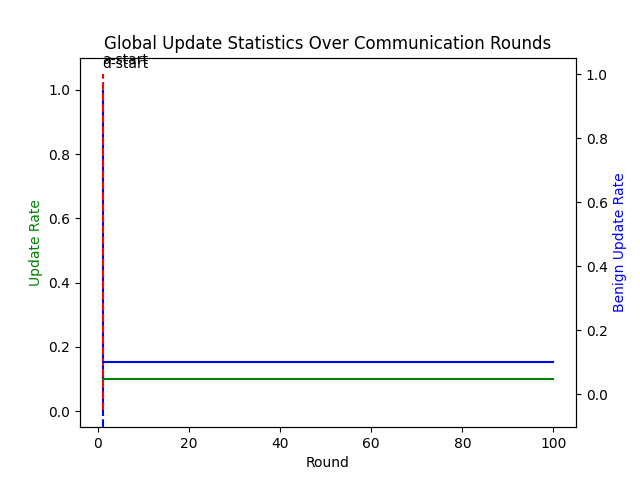 Global Update Statistics Over Communication Rounds
a-start
d-start
1.0
0.8
0.6
0.4
0.2
0.0
Update Rate
1.0
0.8
0.6
0.4
0.2
0.0
Benign Update Rate
0 20 40 60 80 100
Round